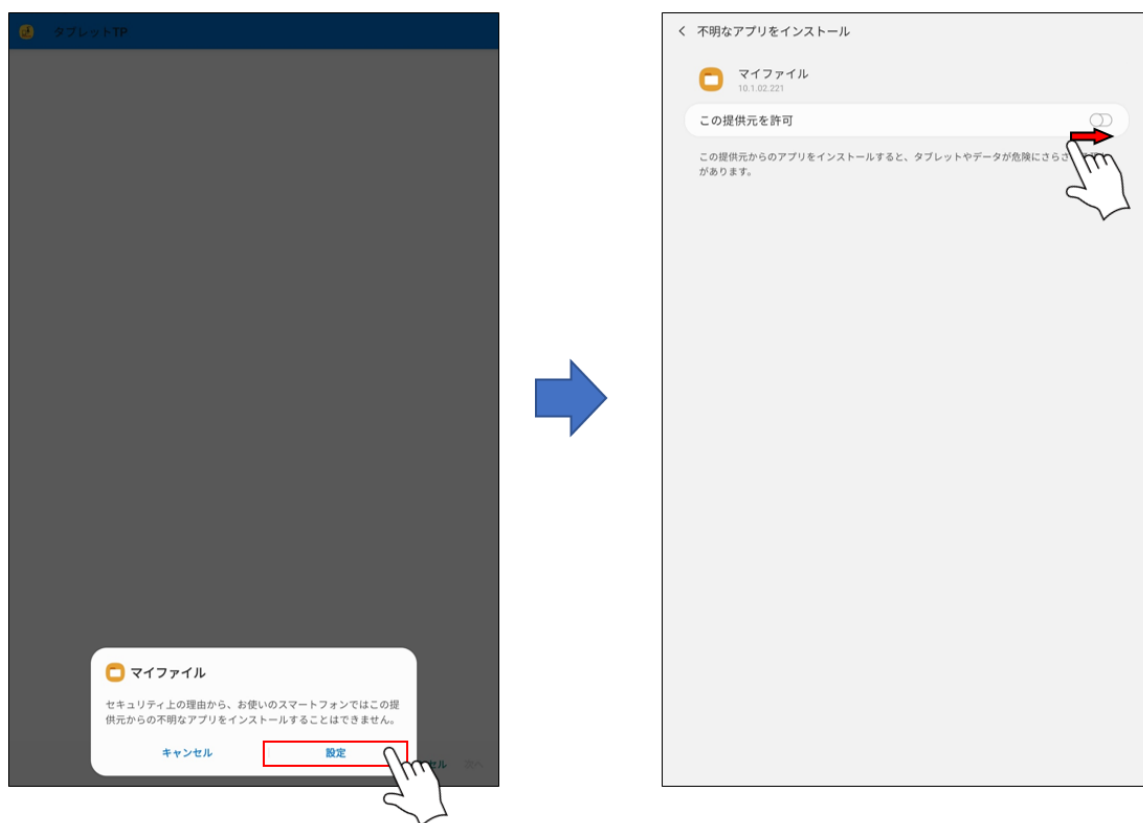 タブレットTP
マイファイル
セキュリティ上の理由から、お使いのスマートフォンではこの提
供元からの不明なアプリをインストールすることはできません。
キャンセル 設定
セル 次へ
不明なアプリをインストール
マイファイル
10.1.02.221
この提供元を許可
この提供元からのアプリをインストールすると、タブレットやデータが危険にさらさ
があります。